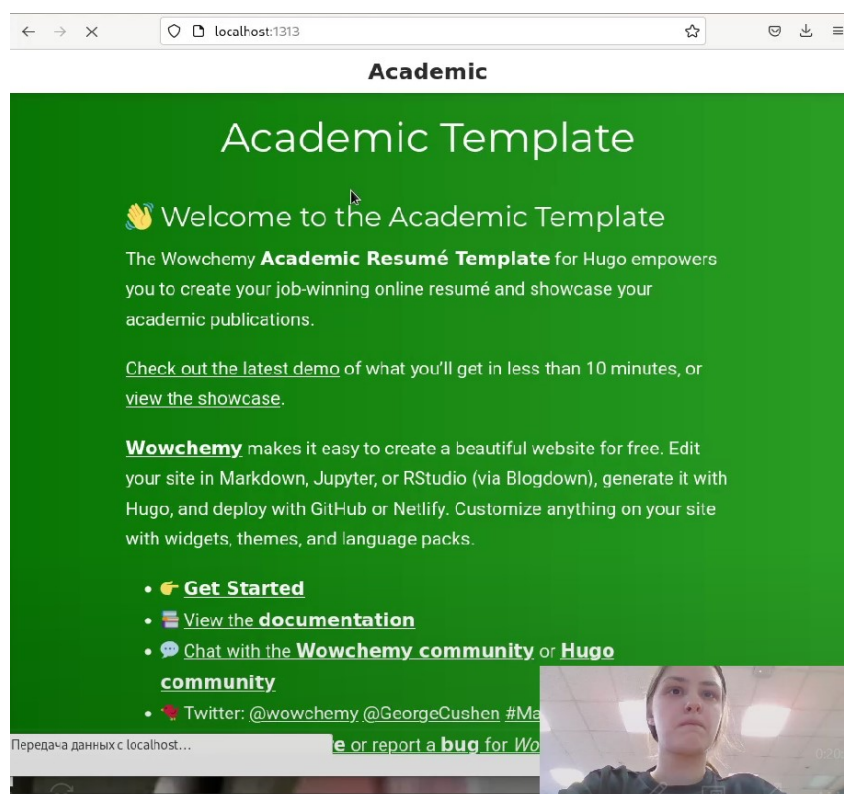 localhost:1313
Academic
Academic Template
👋 Welcome to the Academic Template
The Wowchemy Academic Resumé Template for Hugo empowers
you to create your job-winning online resumé and showcase your
academic publications.
Check out the latest demo of what you'll get in less than 10 minutes, or
view the showcase.
Wowchemy makes it easy to create a beautiful website for free. Edit
your site in Markdown, Jupyter, or RStudio (via Blogdown), generate it with
Hugo, and deploy with GitHub or Netlify. Customize anything on your site
with widgets, themes, and language packs.
• 👉 Get Started
• 📚 View the documentation
• 💬 Chat with the Wowchemy community or Hugo
community
• 🐦 Twitter: @wowchemy @GeorgeCushen #Ma
Передача данных с localhost…
e or report a bug for Wo